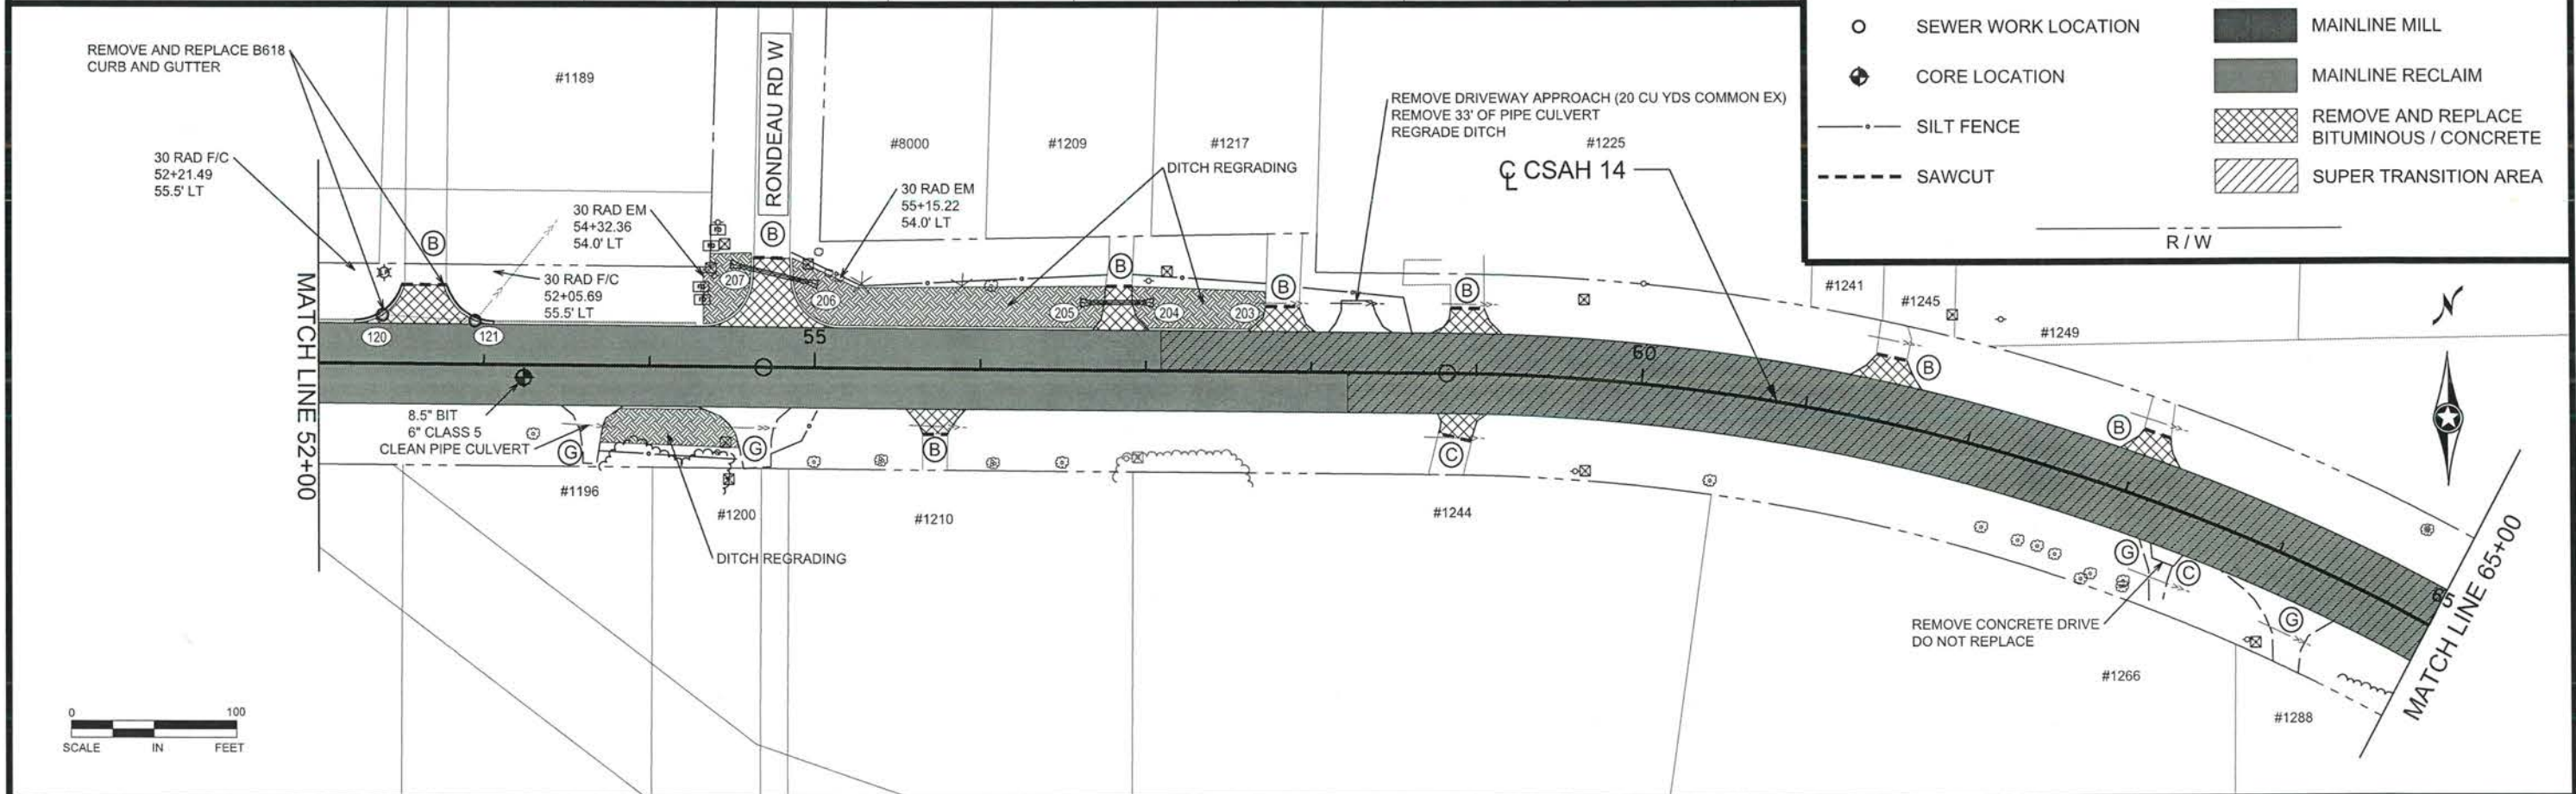 REMOVE AND REPLACE B618
CURB AND GUTTER
#1189
30 RAD F/C
52+21.49
55.5' LT
B
30 RAD F/C
52+05.69
55.5' LT
120
121
MATCH LINE 52+00
30 RAD EM
54+32.36
54.0' LT
RONDEAU RD W
B
207
206
55
#8000
30 RAD EM
55+15.22
54.0' LT
#1209
#1217
DITCH REGRADING
B
205
204
203
B
REMOVE DRIVEWAY APPROACH (20 CU YDS COMMON EX)
REMOVE 33' OF PIPE CULVERT
REGRADE DITCH
#1225
℄ CSAH 14
B
60
#1241
#1245
#1249
B
B
8.5" BIT
6" CLASS 5
CLEAN PIPE CULVERT
G
G
B
C
#1196
#1200
#1210
#1244
DITCH REGRADING
G
C
G
REMOVE CONCRETE DRIVE
DO NOT REPLACE
#1266
#1288
65
MATCH LINE 65+00
N
0 100
SCALE IN FEET
SEWER WORK LOCATION
CORE LOCATION
SILT FENCE
SAWCUT
MAINLINE MILL
MAINLINE RECLAIM
REMOVE AND REPLACE
BITUMINOUS / CONCRETE
SUPER TRANSITION AREA
R / W